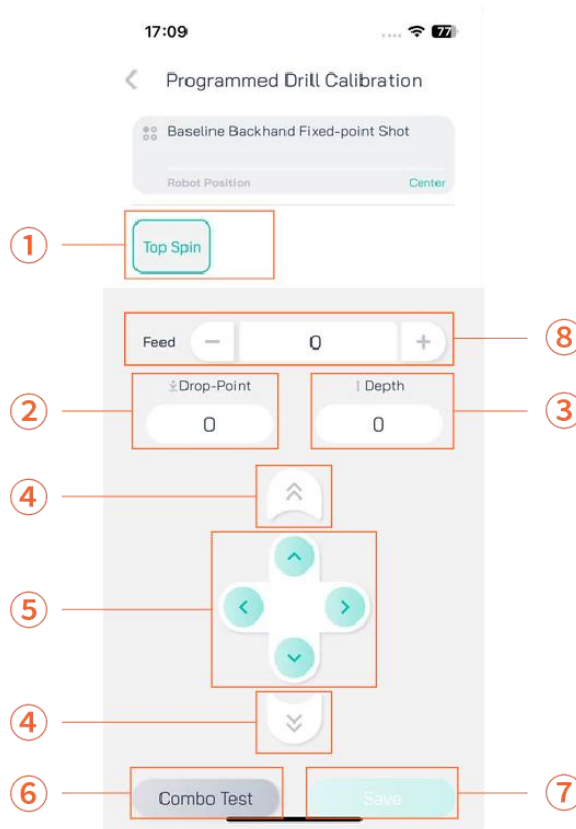 17:09
77
Programmed Drill Calibration
Baseline Backhand Fixed-point Shot
Robot Position Center
① Top Spin
Feed − 0 + ⑧
② Drop-Point Depth ③
0 0
④
⑤
④
⑥ Combo Test Save ⑦